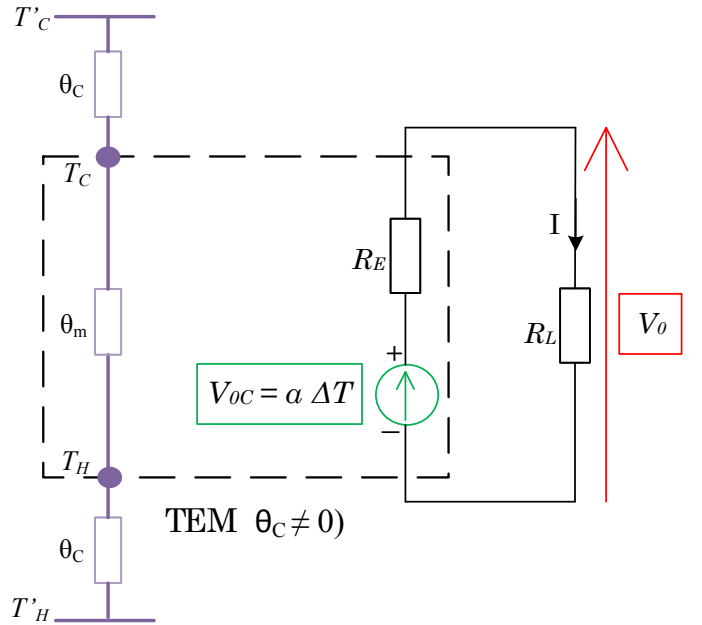 T'C
θC
TC
I
RE
θm
RL
V0
+
V0C = a ΔT
−
TH
TEM θC ≠ 0)
θC
T'H